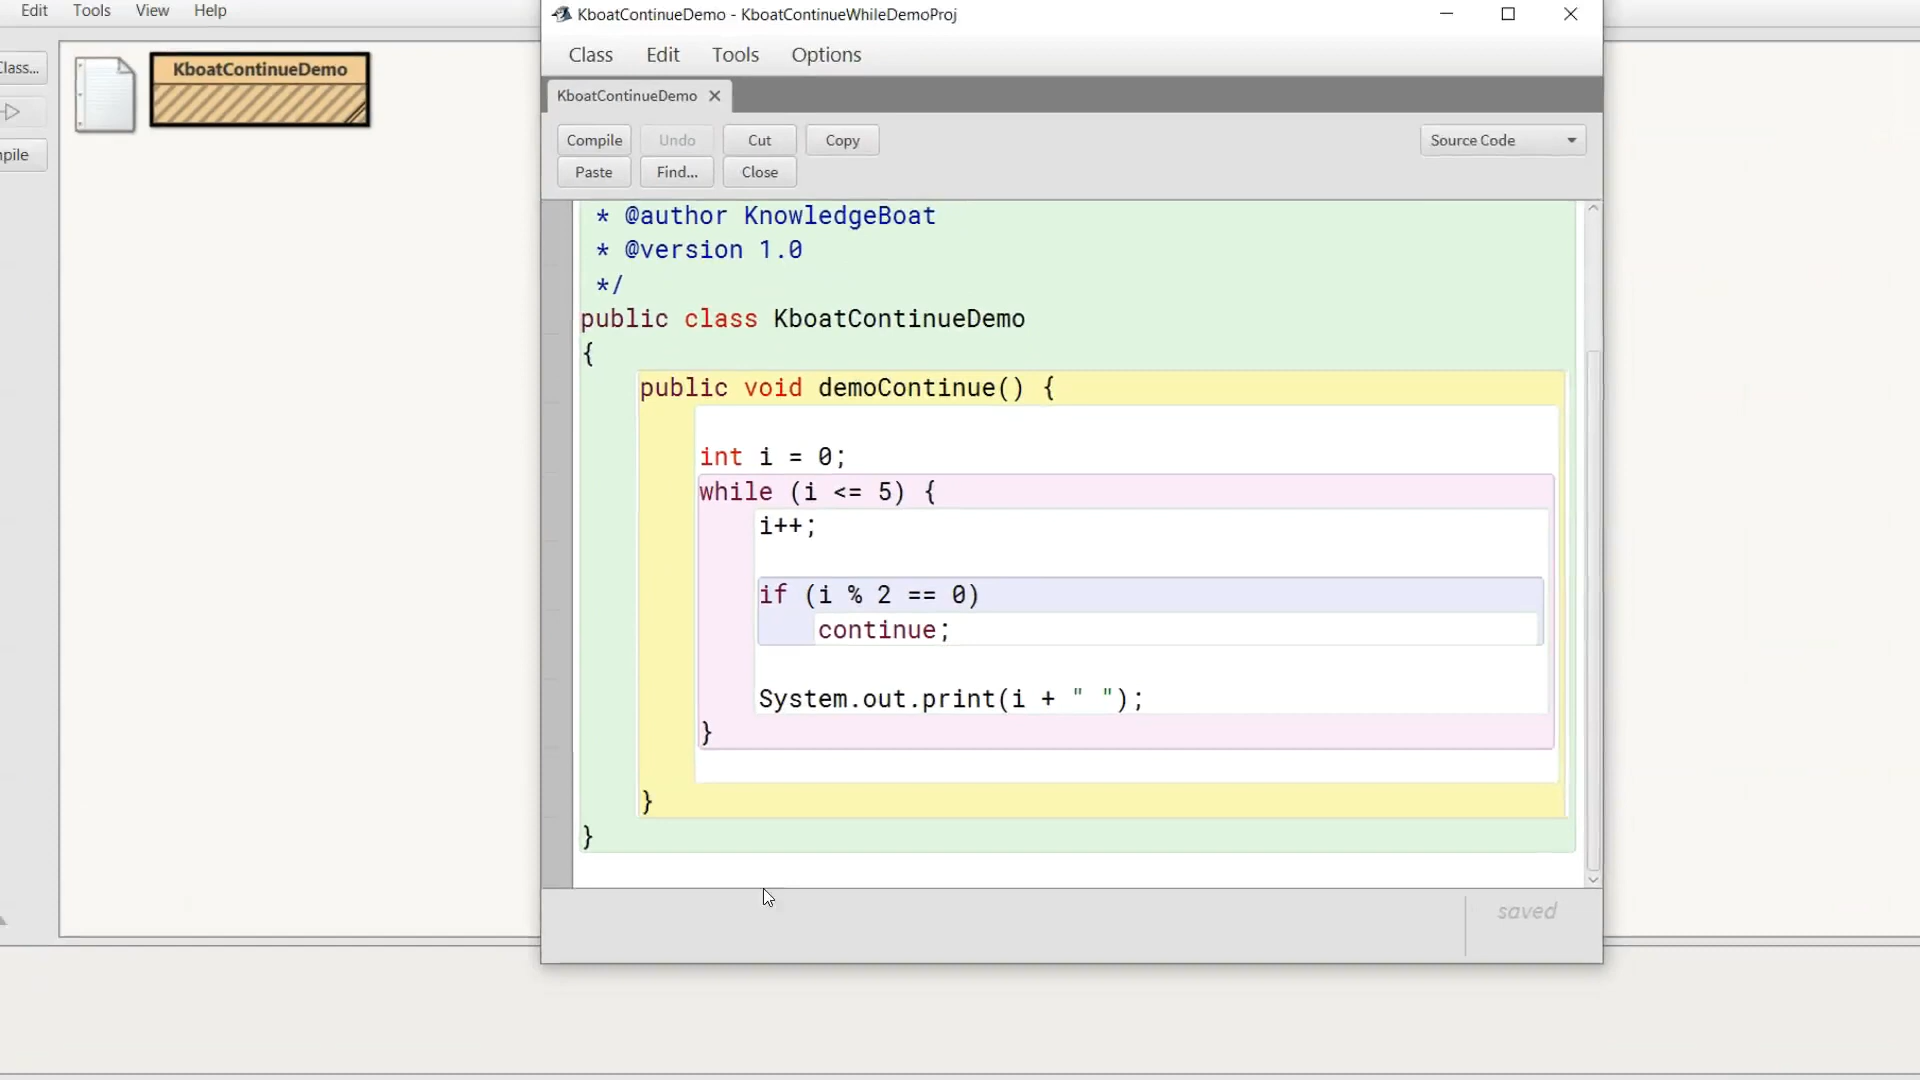 Edit Tools View Help
KboatContinueDemo - KboatContinueWhileDemoProj
Class Edit Tools Options
lass...
KboatContinueDemo
KboatContinueDemo
Compile Undo Cut Copy
Source Code
pile
Paste Find... Close
* @author KnowledgeBoat
* @version 1.0
*/
public class KboatContinueDemo
{
public void demoContinue() {
int i = 0;
while (i <= 5) {
i++;
if (i % 2 == 0)
continue;
System.out.print(i + " ");
}
}
}
saved